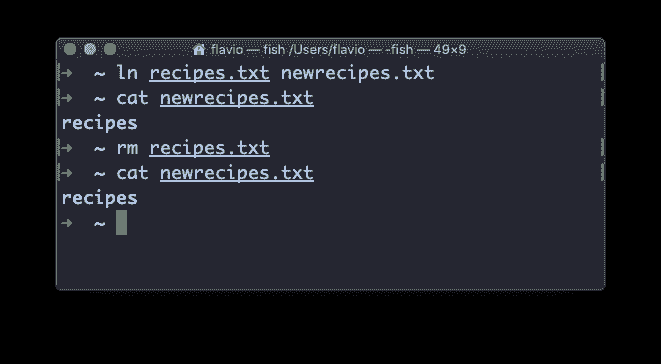 flavio — fish /Users/flavio — -fish — 49×9
➜ ~ ln recipes.txt newrecipes.txt
➜ ~ cat newrecipes.txt
recipes
➜ ~ rm recipes.txt
➜ ~ cat newrecipes.txt
recipes
➜ ~